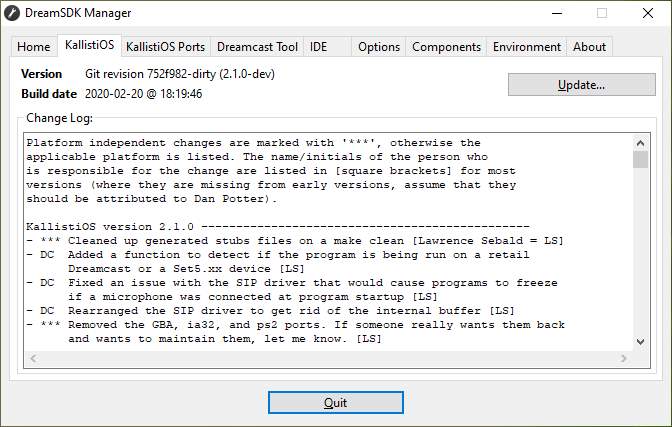 DreamSDK Manager
Home KallistiOS KallistiOS Ports Dreamcast Tool IDE Options Components Environment About
Version Git revision 752f982-dirty (2.1.0-dev)
Build date 2020-02-20 @ 18:19:46
Update...
Change Log:
Platform independent changes are marked with '***', otherwise the
applicable platform is listed. The name/initials of the person who
is responsible for the change are listed in [square brackets] for most
versions (where they are missing from early versions, assume that they
should be attributed to Dan Potter).
KallistiOS version 2.1.0 -----------------------------------------------
- *** Cleaned up generated stubs files on a make clean [Lawrence Sebald = LS]
- DC  Added a function to detect if the program is being run on a retail
      Dreamcast or a Set5.xx device [LS]
- DC  Fixed an issue with the SIP driver that would cause programs to freeze
      if a microphone was connected at program startup [LS]
- DC  Rearranged the SIP driver to get rid of the internal buffer [LS]
- *** Removed the GBA, ia32, and ps2 ports. If someone really wants them back
      and wants to maintain them, let me know. [LS]
Quit